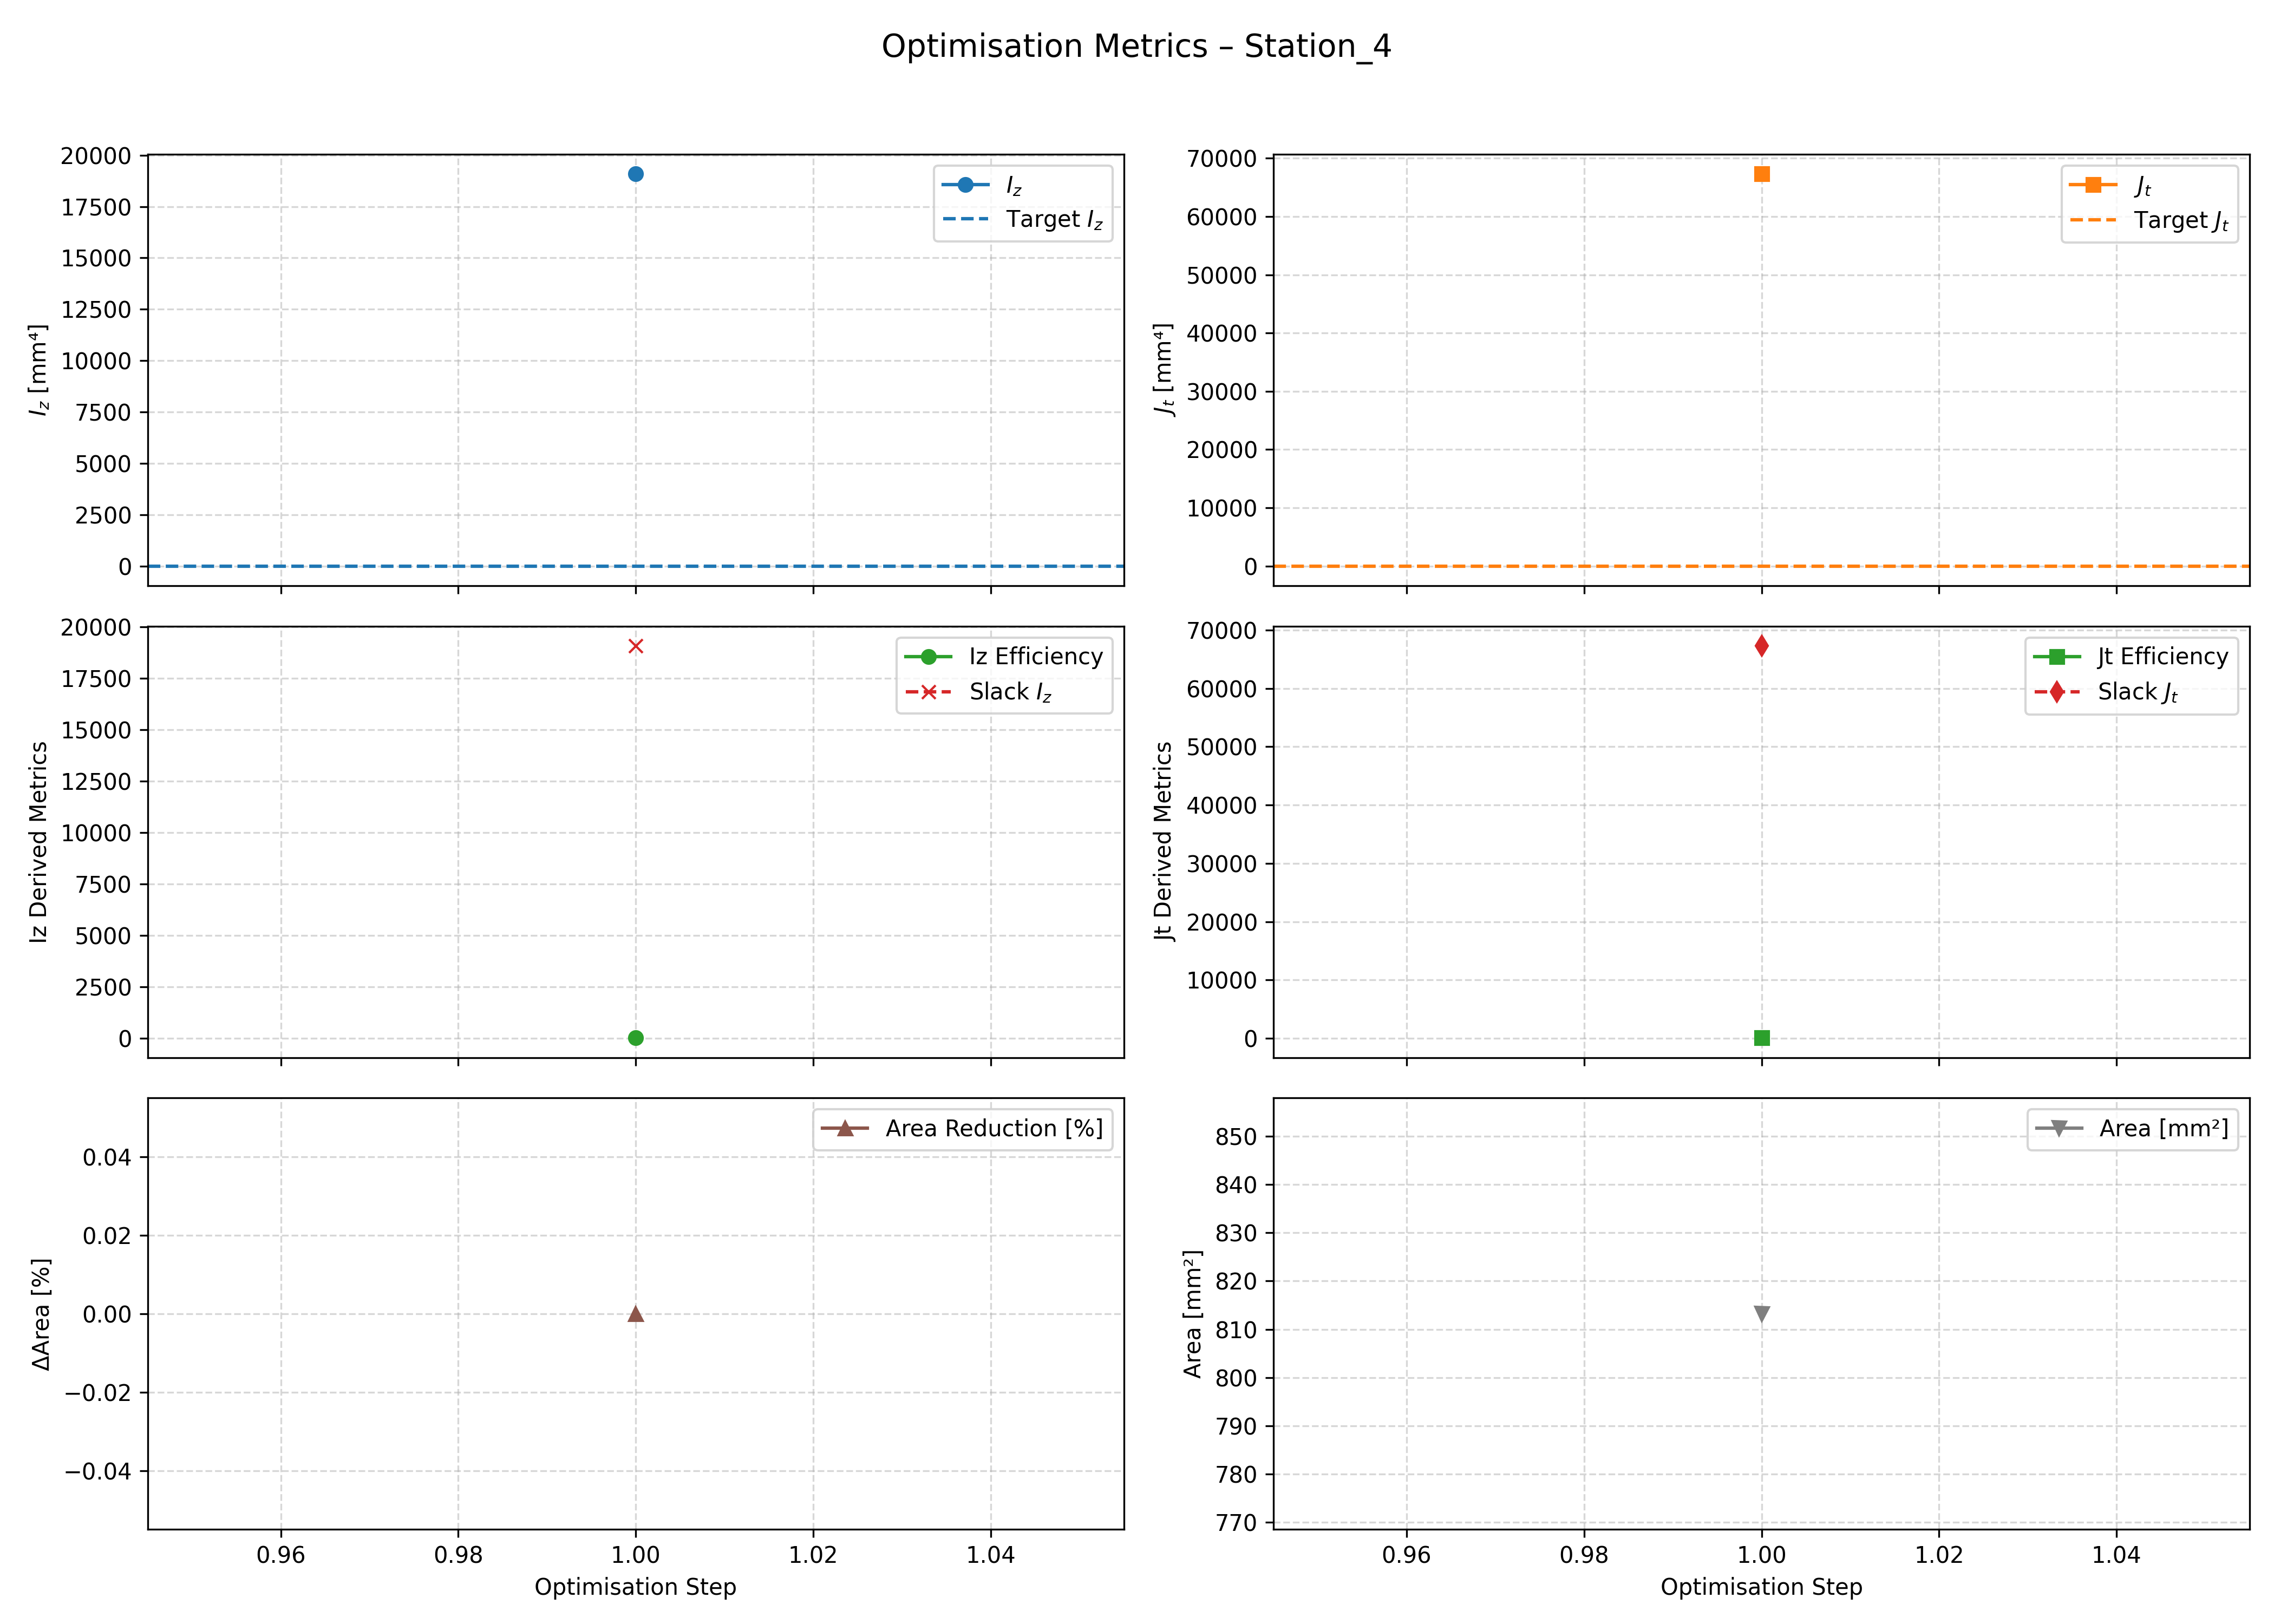 Optimisation Metrics – Station_4
20000
17500
15000
12500
10000
7500
5000
2500
0
I_z [mm⁴]
I_z
Target I_z
70000
60000
50000
40000
30000
20000
10000
0
J_t [mm⁴]
J_t
Target J_t
20000
17500
15000
12500
10000
7500
5000
2500
0
Iz Derived Metrics
Iz Efficiency
Slack I_z
70000
60000
50000
40000
30000
20000
10000
0
Jt Derived Metrics
Jt Efficiency
Slack J_t
0.04
0.02
0.00
−0.02
−0.04
ΔArea [%]
Area Reduction [%]
0.96 0.98 1.00 1.02 1.04
Optimisation Step
850
840
830
820
810
800
790
780
770
Area [mm²]
Area [mm²]
0.96 0.98 1.00 1.02 1.04
Optimisation Step